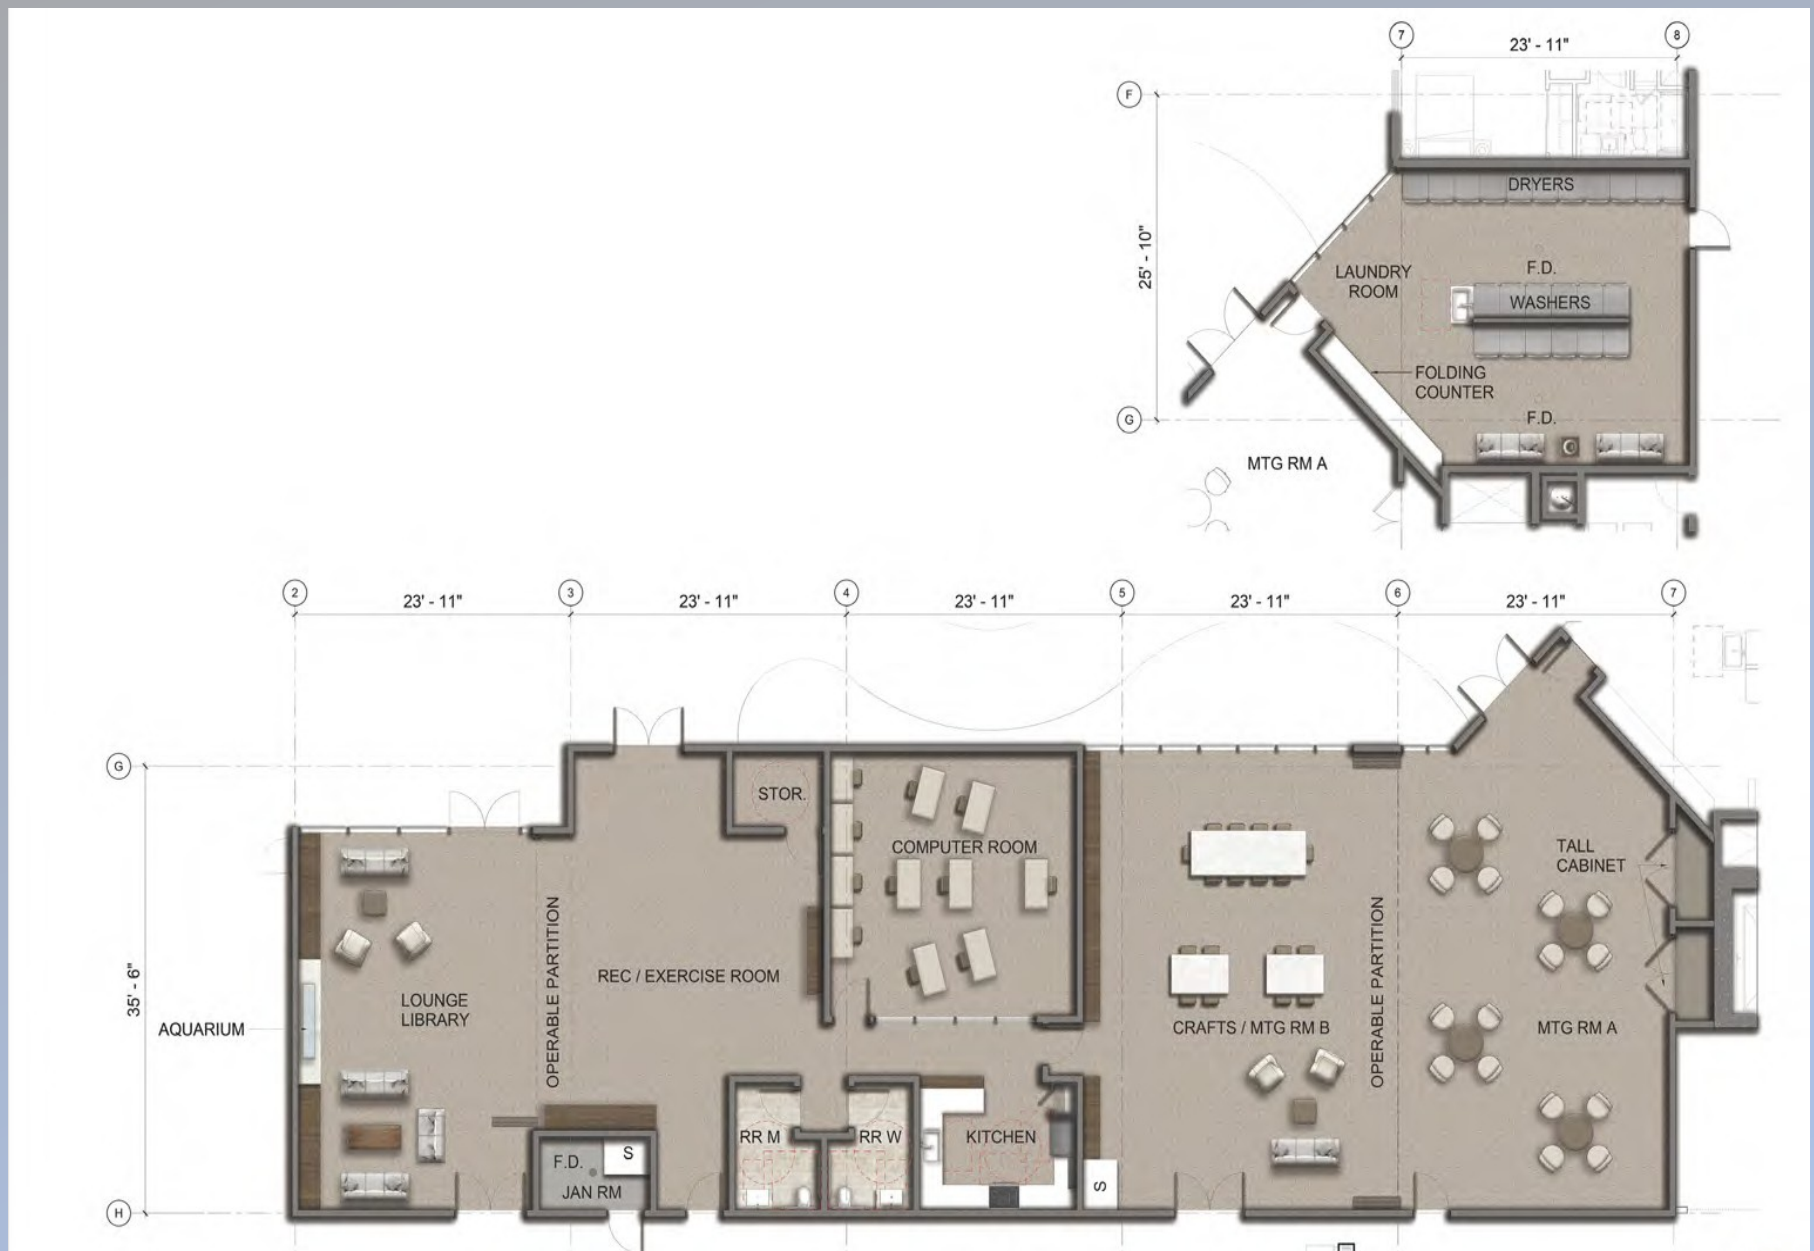 7
23' - 11"
8
F
DRYERS
25' - 10"
LAUNDRY
ROOM
F.D.
WASHERS
FOLDING
COUNTER
G
F.D.
MTG RM A
2
23' - 11"
3
23' - 11"
4
23' - 11"
5
23' - 11"
6
23' - 11"
7
G
STOR.
COMPUTER ROOM
TALL
CABINET
35' - 6"
OPERABLE PARTITION
REC / EXERCISE ROOM
OPERABLE PARTITION
LOUNGE
LIBRARY
AQUARIUM
CRAFTS / MTG RM B
MTG RM A
RR M
RR W
KITCHEN
F.D.
S
JAN RM
S
H